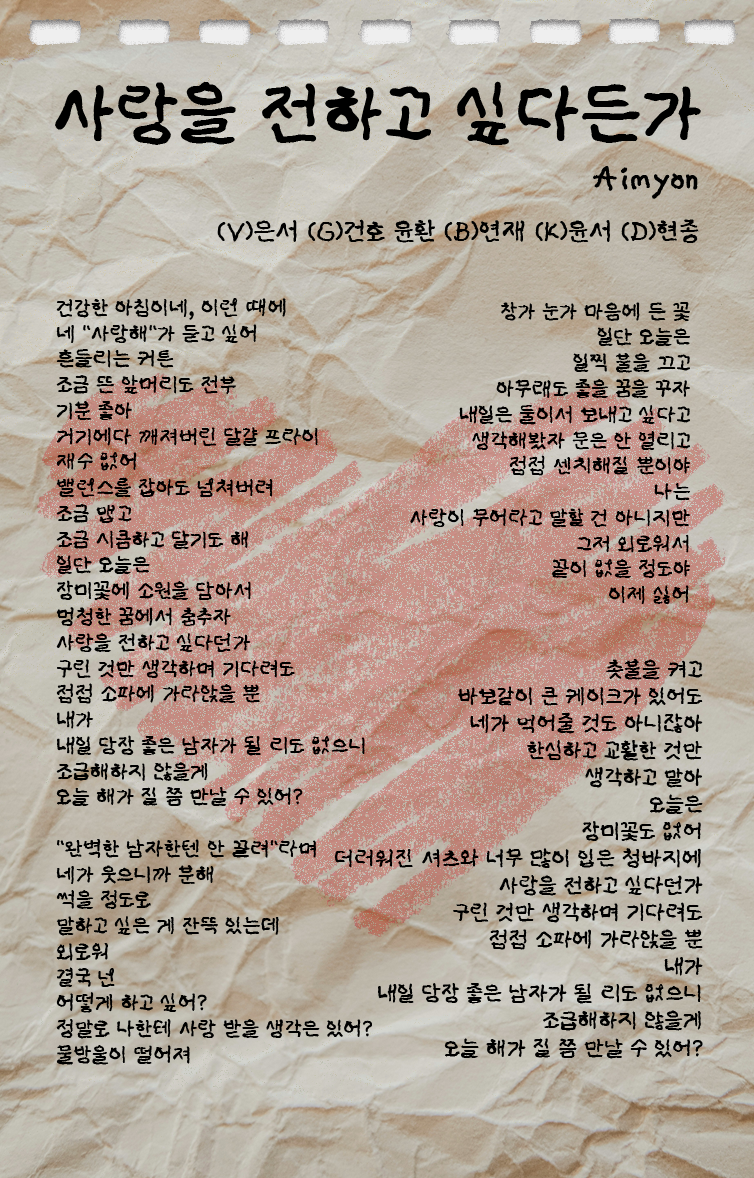 사랑을 전하고 싶다든가
Aimyon
(V)은서 (G)건호 윤환 (B)연재 (K)윤서 (D)현종
건강한 아침이네, 이런 때에
네 "사랑해"가 듣고 싶어
흔들리는 커튼
조금 뜬 앞머리도 전부
기분 좋아
거기에다 깨져버린 달걀 프라이
재수 없어
밸런스를 잡아도 넘쳐버려
조금 맵고
조금 시큼하고 달기도 해
일단 오늘은
장미꽃에 소원을 담아서
멍청한 꿈에서 춤추자
사랑을 전하고 싶다던가
구린 것만 생각하며 기다려도
점점 소파에 가라앉을 뿐
내가
내일 당장 좋은 남자가 될 리도 없으니
조급해하지 않을게
오늘 해가 질 쯤 만날 수 있어?
"완벽한 남자한텐 안 끌려"라며
네가 웃으니까 분해
썩을 정도로
말하고 싶은 게 잔뜩 있는데
외로워
결국 넌
어떻게 하고 싶어?
정말로 나한테 사랑 받을 생각은 있어?
물방울이 떨어져
창가 눈가 마음에 든 꽃
일단 오늘은
일찍 불을 끄고
아무래도 좋을 꿈을 꾸자
내일은 둘이서 보내고 싶다고
생각해봤자 문은 안 열리고
점점 센치해질 뿐이야
나는
사랑이 무어라고 말할 건 아니지만
그저 외로워서
끝이 없을 정도야
이제 싫어
촛불을 켜고
바보같이 큰 케이크가 있어도
네가 먹어줄 것도 아니잖아
한심하고 교활한 것만
생각하고 말아
오늘은
장미꽃도 없어
더러워진 셔츠와 너무 많이 입은 청바지에
사랑을 전하고 싶다던가
구린 것만 생각하며 기다려도
점점 소파에 가라앉을 뿐
내가
내일 당장 좋은 남자가 될 리도 없으니
조급해하지 않을게
오늘 해가 질 쯤 만날 수 있어?